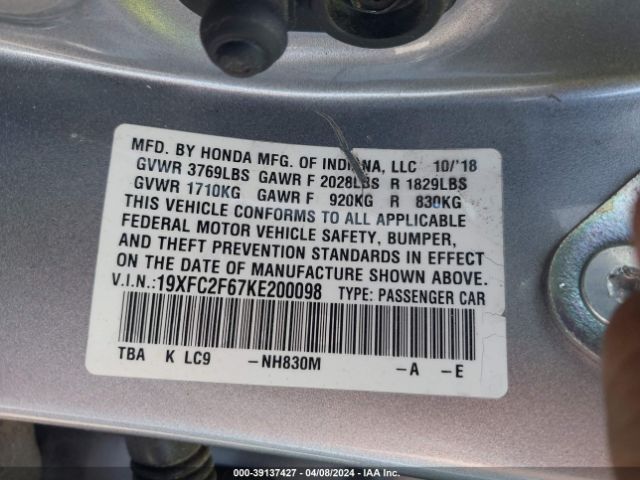 MFD. BY HONDA MFG. OF INDIANA, LLC 10/'18
GVWR 3769LBS GAWR F 2028LBS R 1829LBS
GVWR 1710KG GAWR F 920KG R 830KG
THIS VEHICLE CONFORMS TO ALL APPLICABLE
FEDERAL MOTOR VEHICLE SAFETY, BUMPER,
AND THEFT PREVENTION STANDARDS IN EFFECT
ON THE DATE OF MANUFACTURE SHOWN ABOVE.
V.I.N.:19XFC2F67KE200098 TYPE: PASSENGER CAR
TBA K LC9 -NH830M -A -E
000-39137427 - 04/08/2024 - IAA Inc.